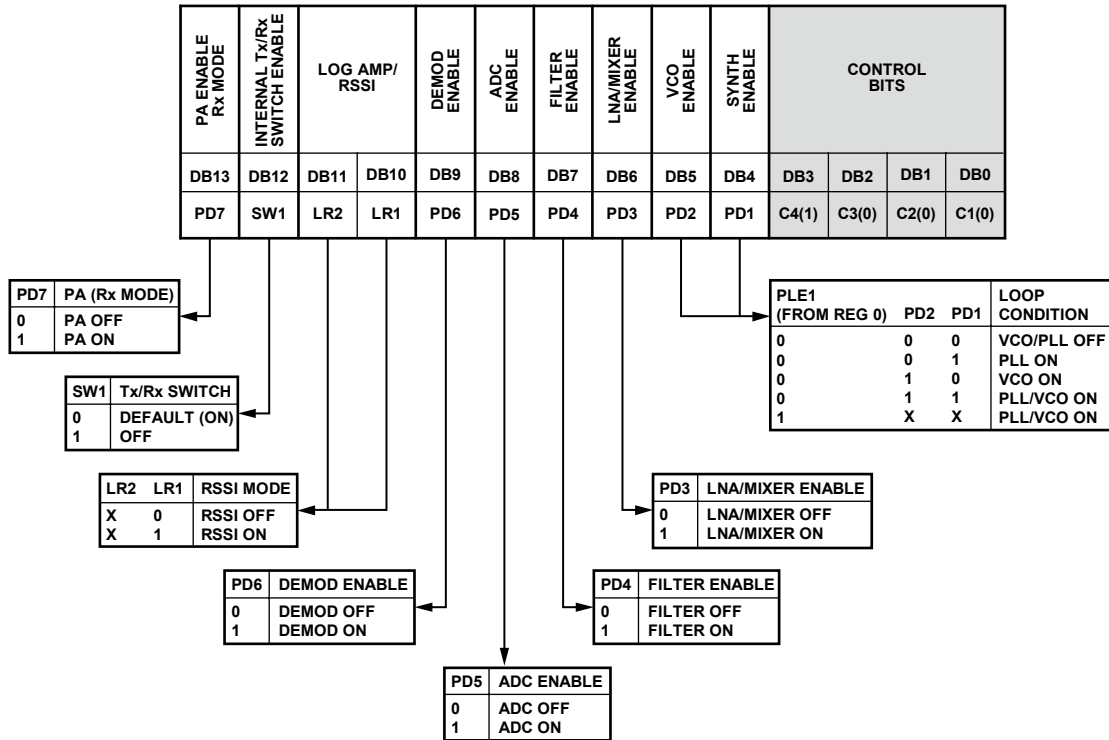 PA ENABLE
Rx MODE
INTERNAL Tx/Rx
SWITCH ENABLE
LOG AMP/
RSSI
DEMOD
ENABLE
ADC
ENABLE
FILTER
ENABLE
LNA/MIXER
ENABLE
VCO
ENABLE
SYNTH
ENABLE
CONTROL
BITS
DB13 DB12 DB11 DB10 DB9 DB8 DB7 DB6 DB5 DB4 DB3 DB2 DB1 DB0
PD7 SW1 LR2 LR1 PD6 PD5 PD4 PD3 PD2 PD1 C4(1) C3(0) C2(0) C1(0)
PD7 PA (Rx MODE)
0 PA OFF
1 PA ON
PLE1
(FROM REG 0) PD2 PD1 LOOP
CONDITION
0 0 0 VCO/PLL OFF
0 0 1 PLL ON
0 1 0 VCO ON
0 1 1 PLL/VCO ON
1 X X PLL/VCO ON
SW1 Tx/Rx SWITCH
0 DEFAULT (ON)
1 OFF
LR2 LR1 RSSI MODE
X 0 RSSI OFF
X 1 RSSI ON
PD3 LNA/MIXER ENABLE
0 LNA/MIXER OFF
1 LNA/MIXER ON
PD6 DEMOD ENABLE
0 DEMOD OFF
1 DEMOD ON
PD4 FILTER ENABLE
0 FILTER OFF
1 FILTER ON
PD5 ADC ENABLE
0 ADC OFF
1 ADC ON